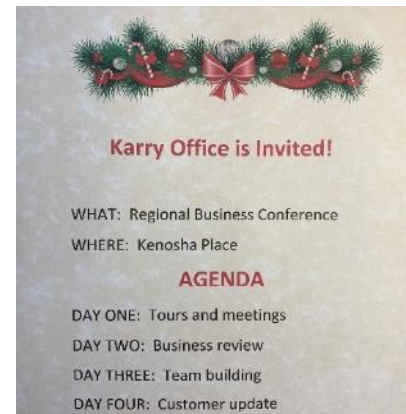 Karry Office is Invited!
WHAT: Regional Business Conference
WHERE: Kenosha Place
AGENDA
DAY ONE: Tours and meetings
DAY TWO: Business review
DAY THREE: Team building
DAY FOUR: Customer update